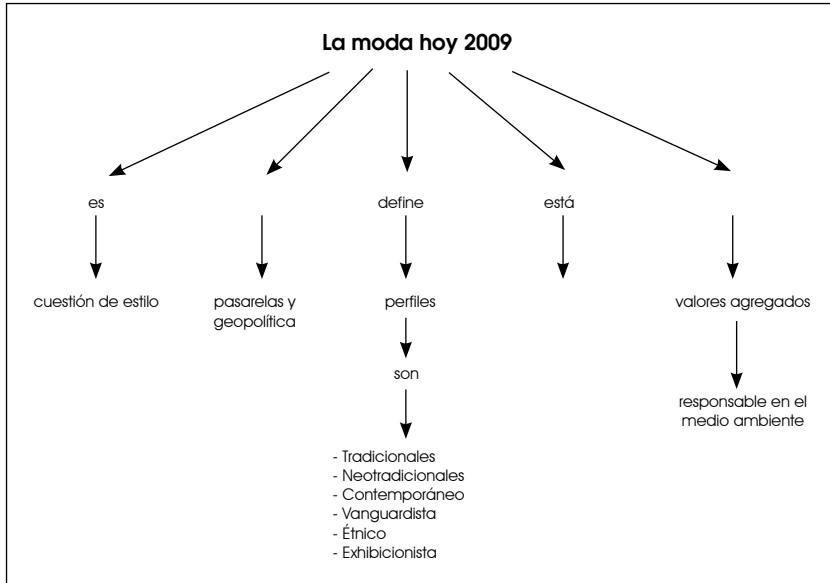 La moda hoy 2009
es
define
está
cuestión de estilo
pasarelas y
geopolítica
perfiles
valores agregados
son
responsable en el
medio ambiente
- Tradicionales
- Neotradicionales
- Contemporáneo
- Vanguardista
- Étnico
- Exhibicionista